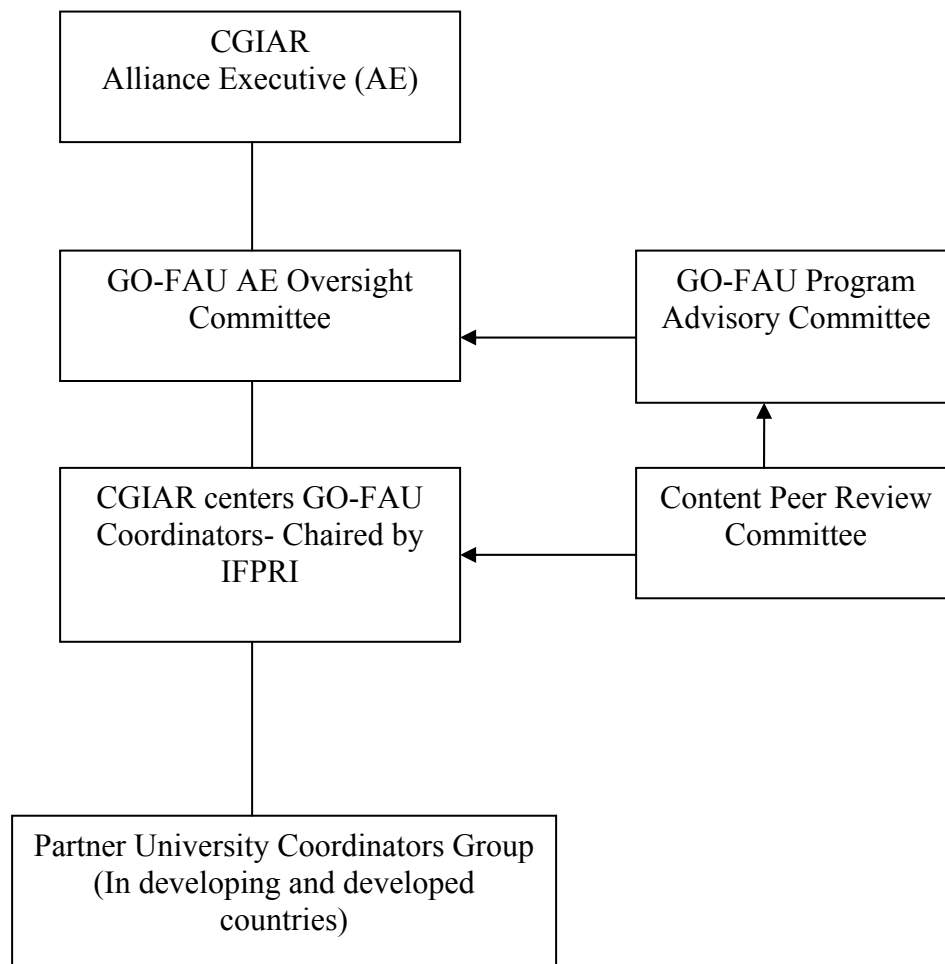 CGIAR
Alliance Executive (AE)
GO-FAU AE Oversight
Committee
GO-FAU Program
Advisory Committee
CGIAR centers GO-FAU
Coordinators- Chaired by
IFPRI
Content Peer Review
Committee
Partner University Coordinators Group
(In developing and developed
countries)